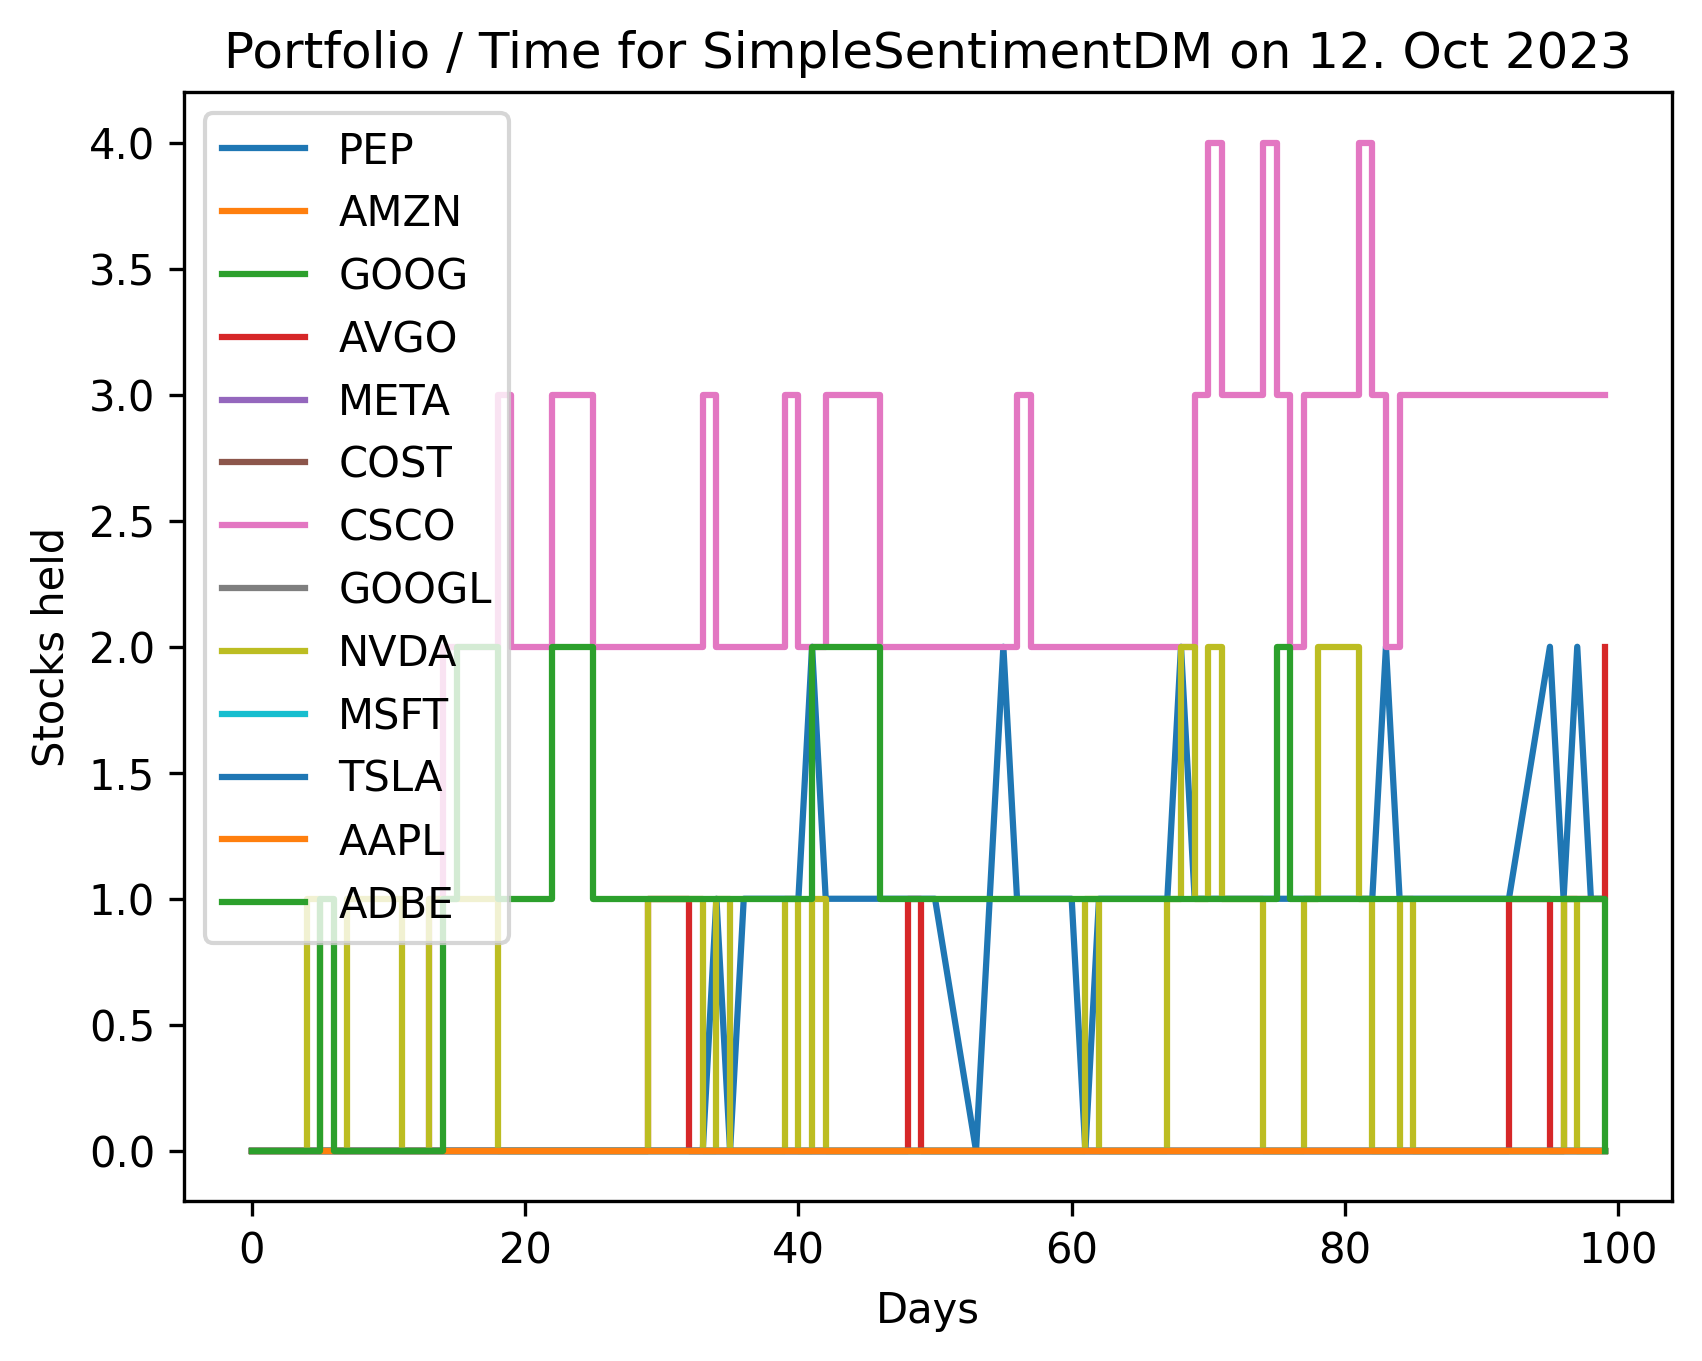 Portfolio / Time for SimpleSentimentDM on 12. Oct 2023
4.0
3.5
3.0
2.5
2.0
1.5
1.0
0.5
0.0
Stocks held
PEP
AMZN
GOOG
AVGO
META
COST
CSCO
GOOGL
NVDA
MSFT
TSLA
AAPL
ADBE
0 20 40 60 80 100
Days